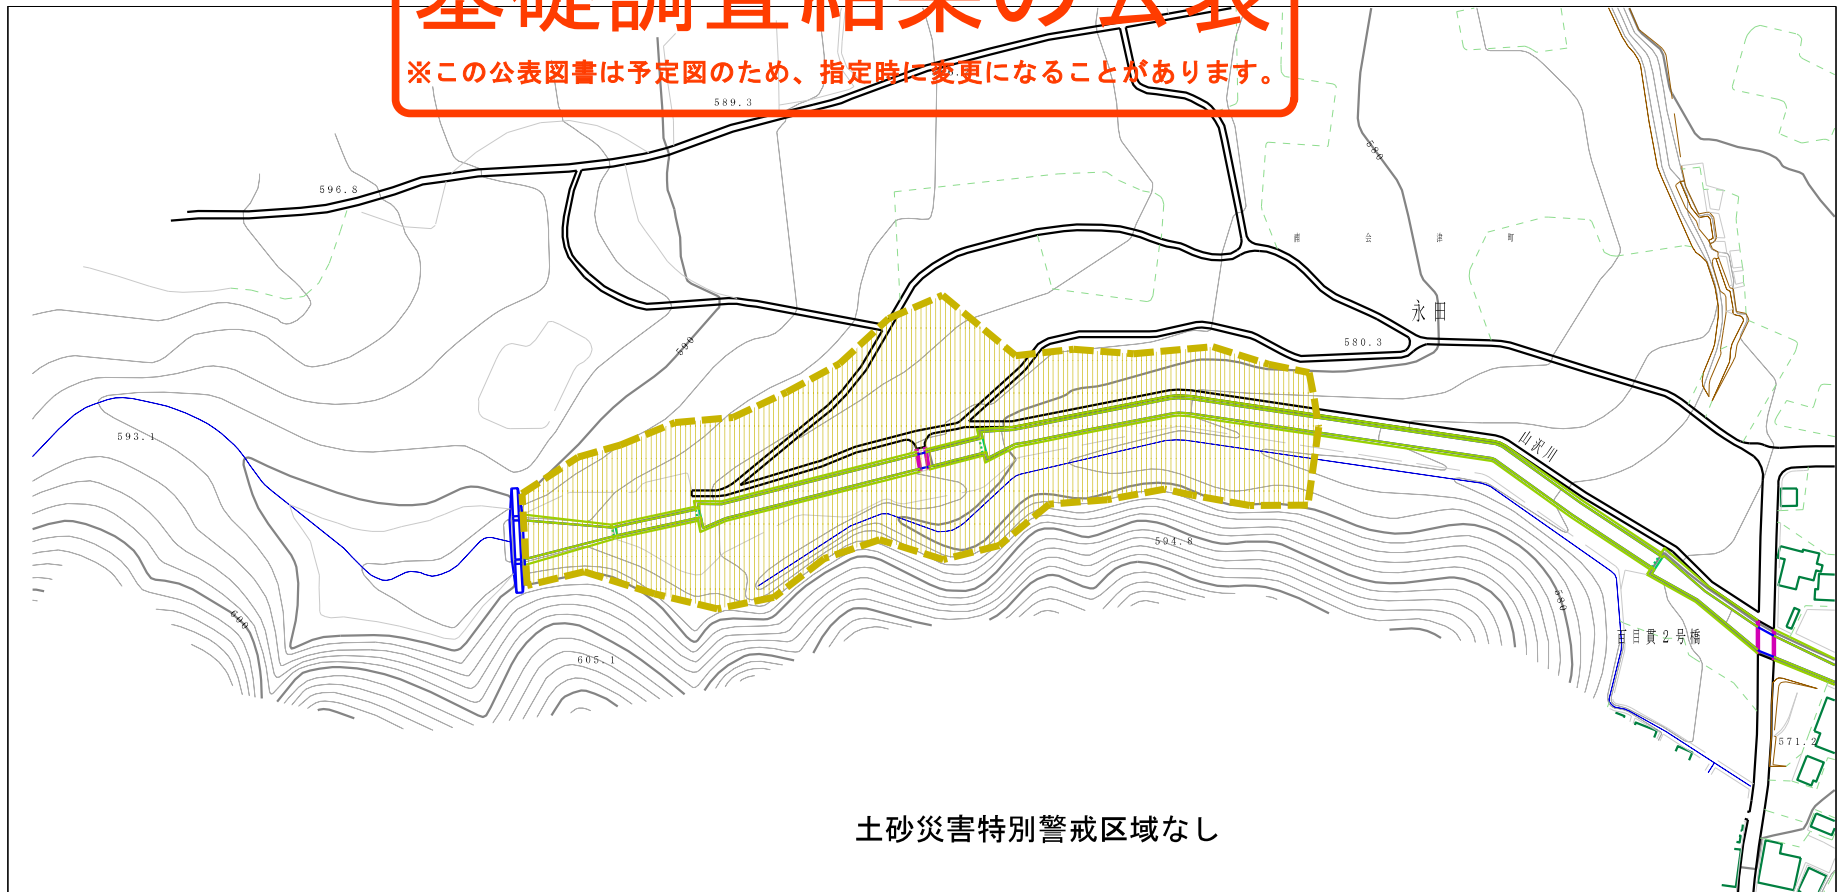 基礎調査結果の公表
※この公表図書は予定図のため、指定時に変更になることがあります。
589.3
596.8
580
南会津町
永田
580.3
590
593.1
山沢川
594.8
580
600
605.1
百目貫2号橋
571.2
土砂災害特別警戒区域なし